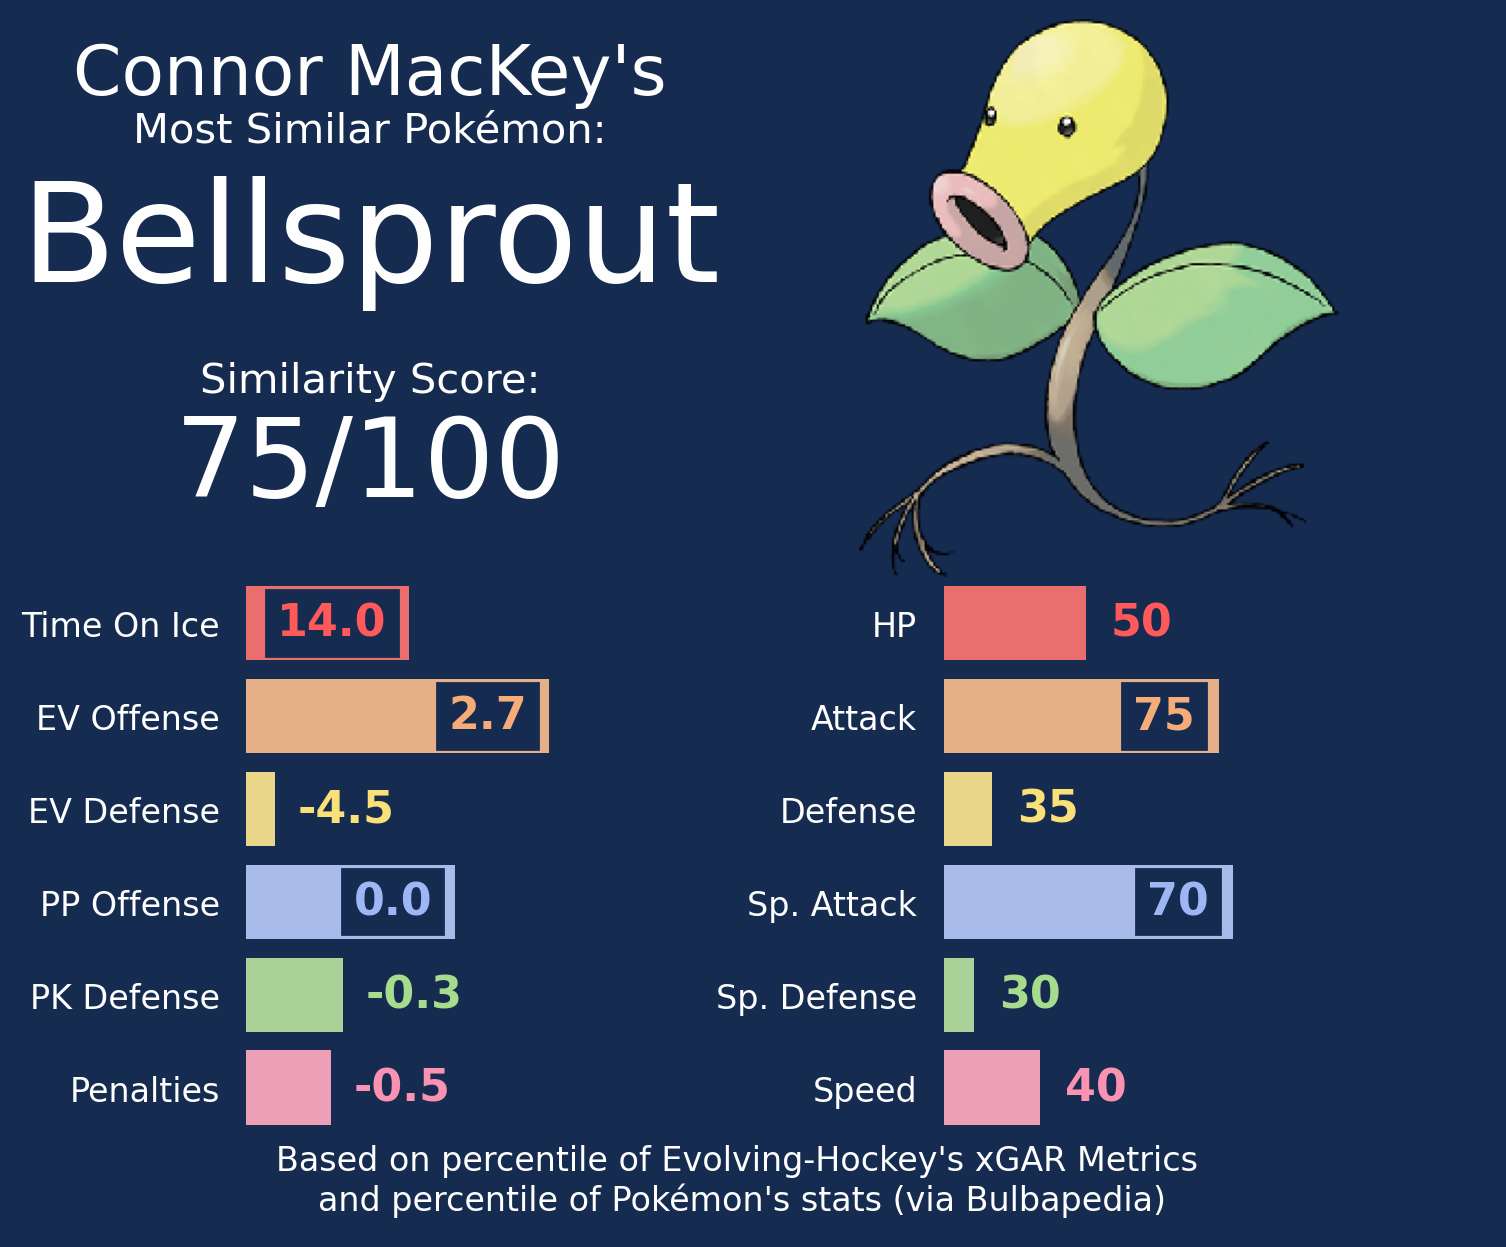 Connor MacKey's
Most Similar Pokémon:
Bellsprout
Similarity Score:
75/100
Time On Ice 14.0
EV Offense 2.7
EV Defense -4.5
PP Offense 0.0
PK Defense -0.3
Penalties -0.5
HP 50
Attack 75
Defense 35
Sp. Attack 70
Sp. Defense 30
Speed 40
Based on percentile of Evolving-Hockey's xGAR Metrics
and percentile of Pokémon's stats (via Bulbapedia)